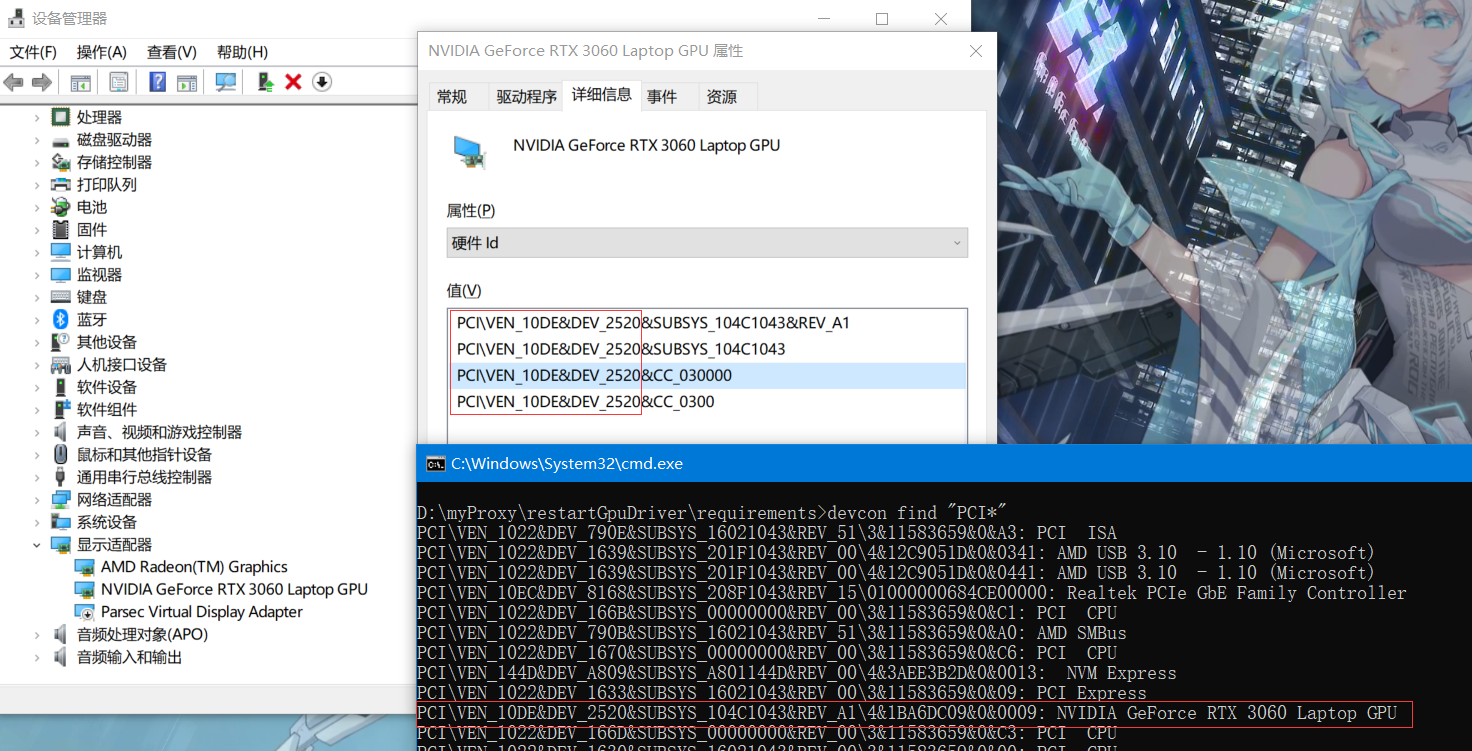 设备管理器
文件(F) 操作(A) 查看(V) 帮助(H)
处理器
磁盘驱动器
存储控制器
打印队列
电池
固件
计算机
监视器
键盘
蓝牙
其他设备
人机接口设备
软件设备
软件组件
声音、视频和游戏控制器
鼠标和其他指针设备
通用串行总线控制器
网络适配器
系统设备
显示适配器
AMD Radeon(TM) Graphics
NVIDIA GeForce RTX 3060 Laptop GPU
Parsec Virtual Display Adapter
音频处理对象(APO)
音频输入和输出
NVIDIA GeForce RTX 3060 Laptop GPU 属性
常规 驱动程序 详细信息 事件 资源
NVIDIA GeForce RTX 3060 Laptop GPU
属性(P)
硬件 Id
值(V)
PCI\VEN_10DE&DEV_2520&SUBSYS_104C1043&REV_A1
PCI\VEN_10DE&DEV_2520&SUBSYS_104C1043
PCI\VEN_10DE&DEV_2520&CC_030000
PCI\VEN_10DE&DEV_2520&CC_0300
C:\Windows\System32\cmd.exe
D:\myProxy\restartGpuDriver\requirements>devcon find "PCI*"
PCI\VEN_1022&DEV_790E&SUBSYS_16021043&REV_51\3&11583659&0&A3: PCI ISA
PCI\VEN_1022&DEV_1639&SUBSYS_201F1043&REV_00\4&12C9051D&0&0341: AMD USB 3.10 - 1.10 (Microsoft)
PCI\VEN_1022&DEV_1639&SUBSYS_201F1043&REV_00\4&12C9051D&0&0441: AMD USB 3.10 - 1.10 (Microsoft)
PCI\VEN_10EC&DEV_8168&SUBSYS_208F1043&REV_15\01000000684CE00000: Realtek PCIe GbE Family Controller
PCI\VEN_1022&DEV_166B&SUBSYS_00000000&REV_00\3&11583659&0&C1: PCI CPU
PCI\VEN_1022&DEV_790B&SUBSYS_16021043&REV_51\3&11583659&0&A0: AMD SMBus
PCI\VEN_1022&DEV_1670&SUBSYS_00000000&REV_00\3&11583659&0&C6: PCI CPU
PCI\VEN_144D&DEV_A809&SUBSYS_A801144D&REV_00\4&3AEE3B2D&0&0013: NVM Express
PCI\VEN_1022&DEV_1633&SUBSYS_16021043&REV_00\3&11583659&0&09: PCI Express
PCI\VEN_10DE&DEV_2520&SUBSYS_104C1043&REV_A1\4&1BA6DC09&0&0009: NVIDIA GeForce RTX 3060 Laptop GPU
PCI\VEN_1022&DEV_166D&SUBSYS_00000000&REV_00\3&11583659&0&C3: PCI CPU